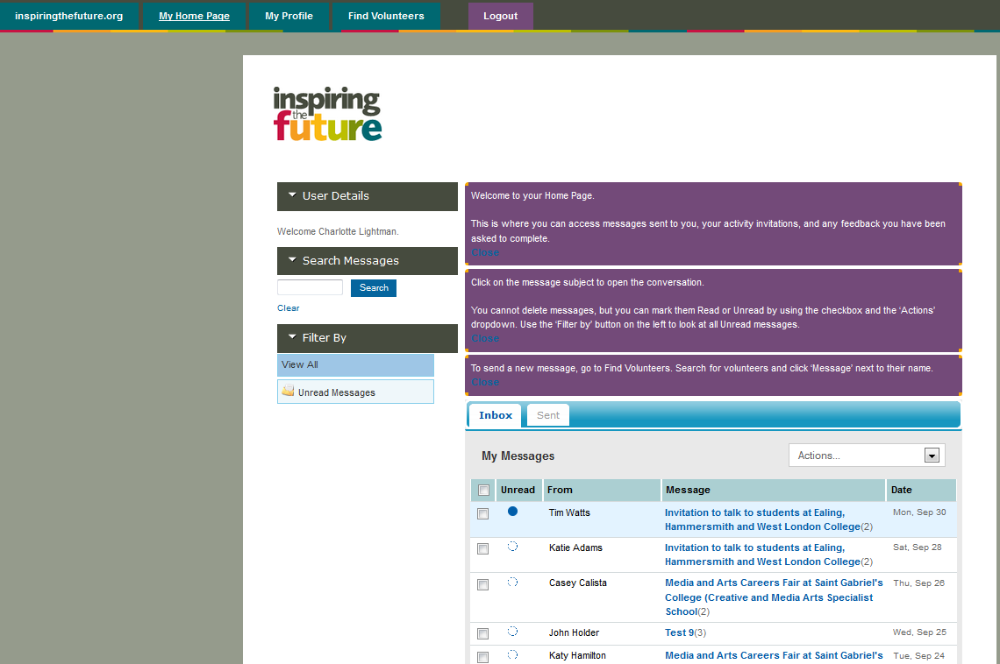 inspiringthefuture.org My Home Page My Profile Find Volunteers Logout
inspiring
the
future
User Details
Welcome Charlotte Lightman.
Search Messages
Search
Clear
Filter By
View All
Unread Messages
Welcome to your Home Page.
This is where you can access messages sent to you, your activity invitations, and any feedback you have been
asked to complete.
Close
Click on the message subject to open the conversation.
You cannot delete messages, but you can mark them Read or Unread by using the checkbox and the ‘Actions’
dropdown. Use the ‘Filter by’ button on the left to look at all Unread messages.
Close
To send a new message, go to Find Volunteers. Search for volunteers and click ‘Message’ next to their name.
Close
Inbox Sent
My Messages Actions...
Unread From Message Date
Tim Watts Invitation to talk to students at Ealing, Mon, Sep 30
Hammersmith and West London College(2)
Katie Adams Invitation to talk to students at Ealing, Sat, Sep 28
Hammersmith and West London College(2)
Casey Calista Media and Arts Careers Fair at Saint Gabriel's Thu, Sep 26
College (Creative and Media Arts Specialist
School(2)
John Holder Test 9(3) Wed, Sep 25
Katy Hamilton Media and Arts Careers Fair at Saint Gabriel's Tue, Sep 24